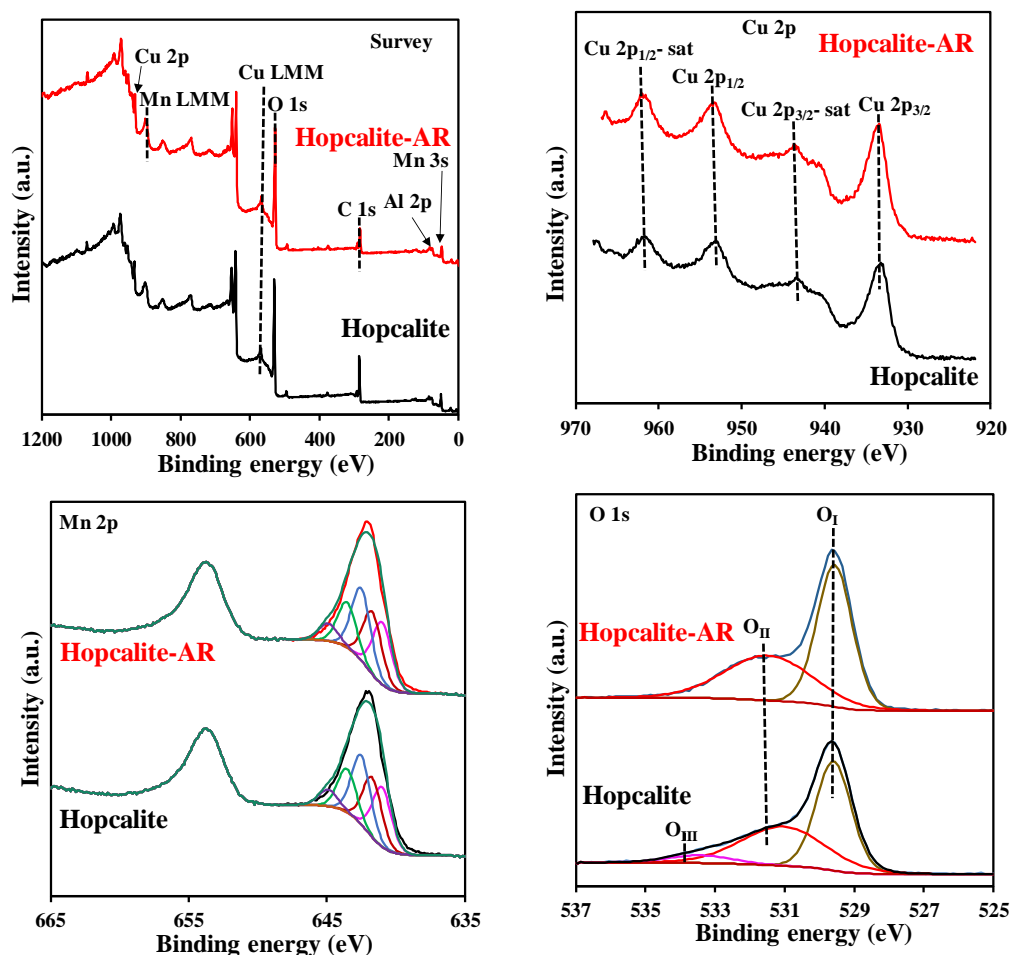 Survey
Cu 2p
Mn LMM
Cu LMM
O 1s
Hopcalite-AR
Mn 3s
C 1s
Al 2p
Hopcalite
Intensity (a.u.)
1200 1000 800 600 400 200 0
Binding energy (eV)
Cu 2p
Hopcalite-AR
Cu 2p1/2- sat
Cu 2p1/2
Cu 2p3/2- sat
Cu 2p3/2
Hopcalite
Intensity (a.u.)
970 960 950 940 930 920
Binding energy (eV)
Mn 2p
Hopcalite-AR
Hopcalite
Intensity (a.u.)
665 655 645 635
Binding energy (eV)
O 1s
OI
OII
Hopcalite-AR
Hopcalite
OIII
Intensity (a.u.)
537 535 533 531 529 527 525
Binding energy (eV)